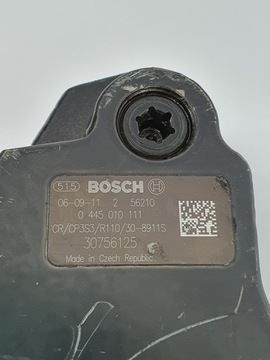 515 BOSCH
06-09-11 2 56210
0 445 010 111
CR/CP3S3/R110/30-8911S
30756125
Made in Czech Republic